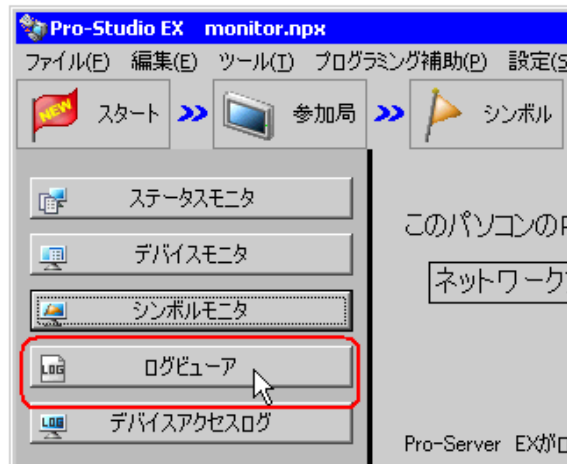 Pro-Studio EX monitor.npx
ファイル(F) 編集(E) ツール(T) プログラミング補助(P) 設定(S
NEW スタート 参加局 シンボル
ステータスモニタ
デバイスモニタ
シンボルモニタ
LOG ログビューア
LOG デバイスアクセスログ
このパソコンのP
ネットワーク
Pro-Server EXがロ